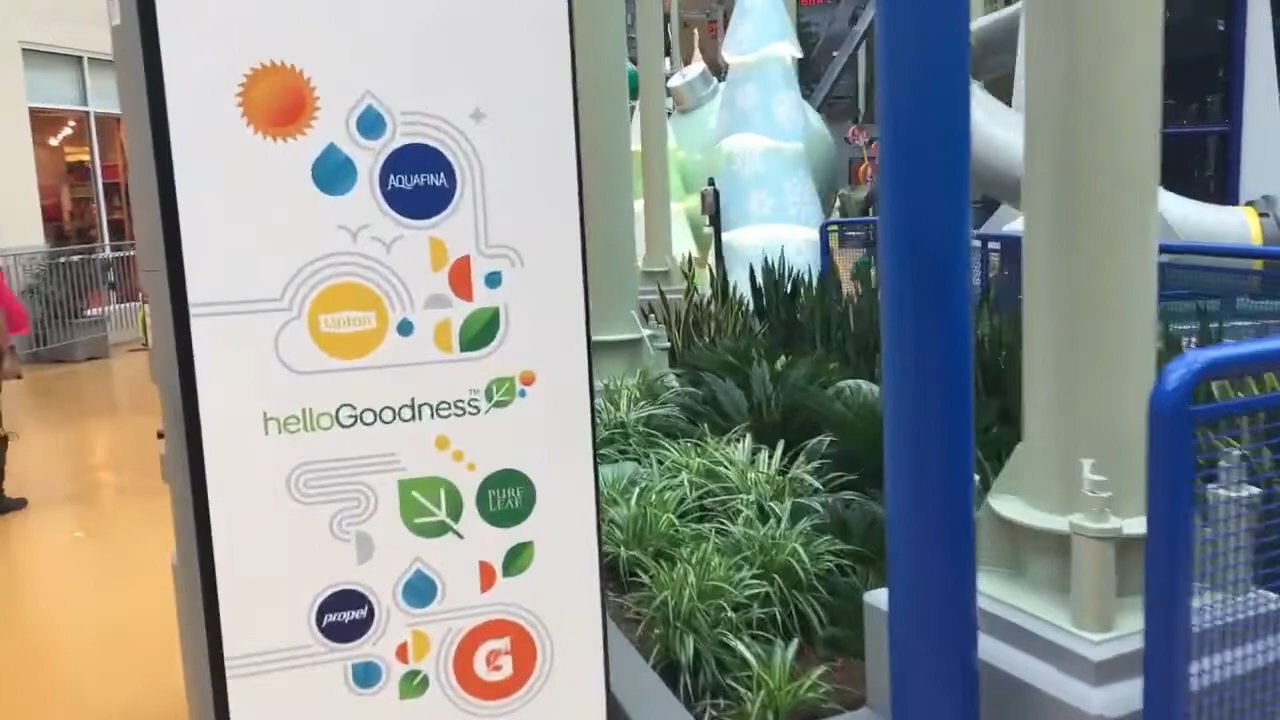 AQUAFINA
Lipton
helloGoodness™
PURE
LEAF
propel
G